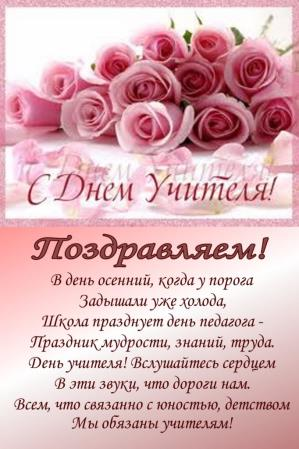 С Днем Учителя!
Поздравляем!
В день осенний, когда у порога
Задышали уже холода,
Школа празднует день педагога -
Праздник мудрости, знаний, труда.
День учителя! Вслушайтесь сердцем
В эти звуки, что дороги нам.
Всем, что связанно с юностью, детством
Мы обязаны учителям!